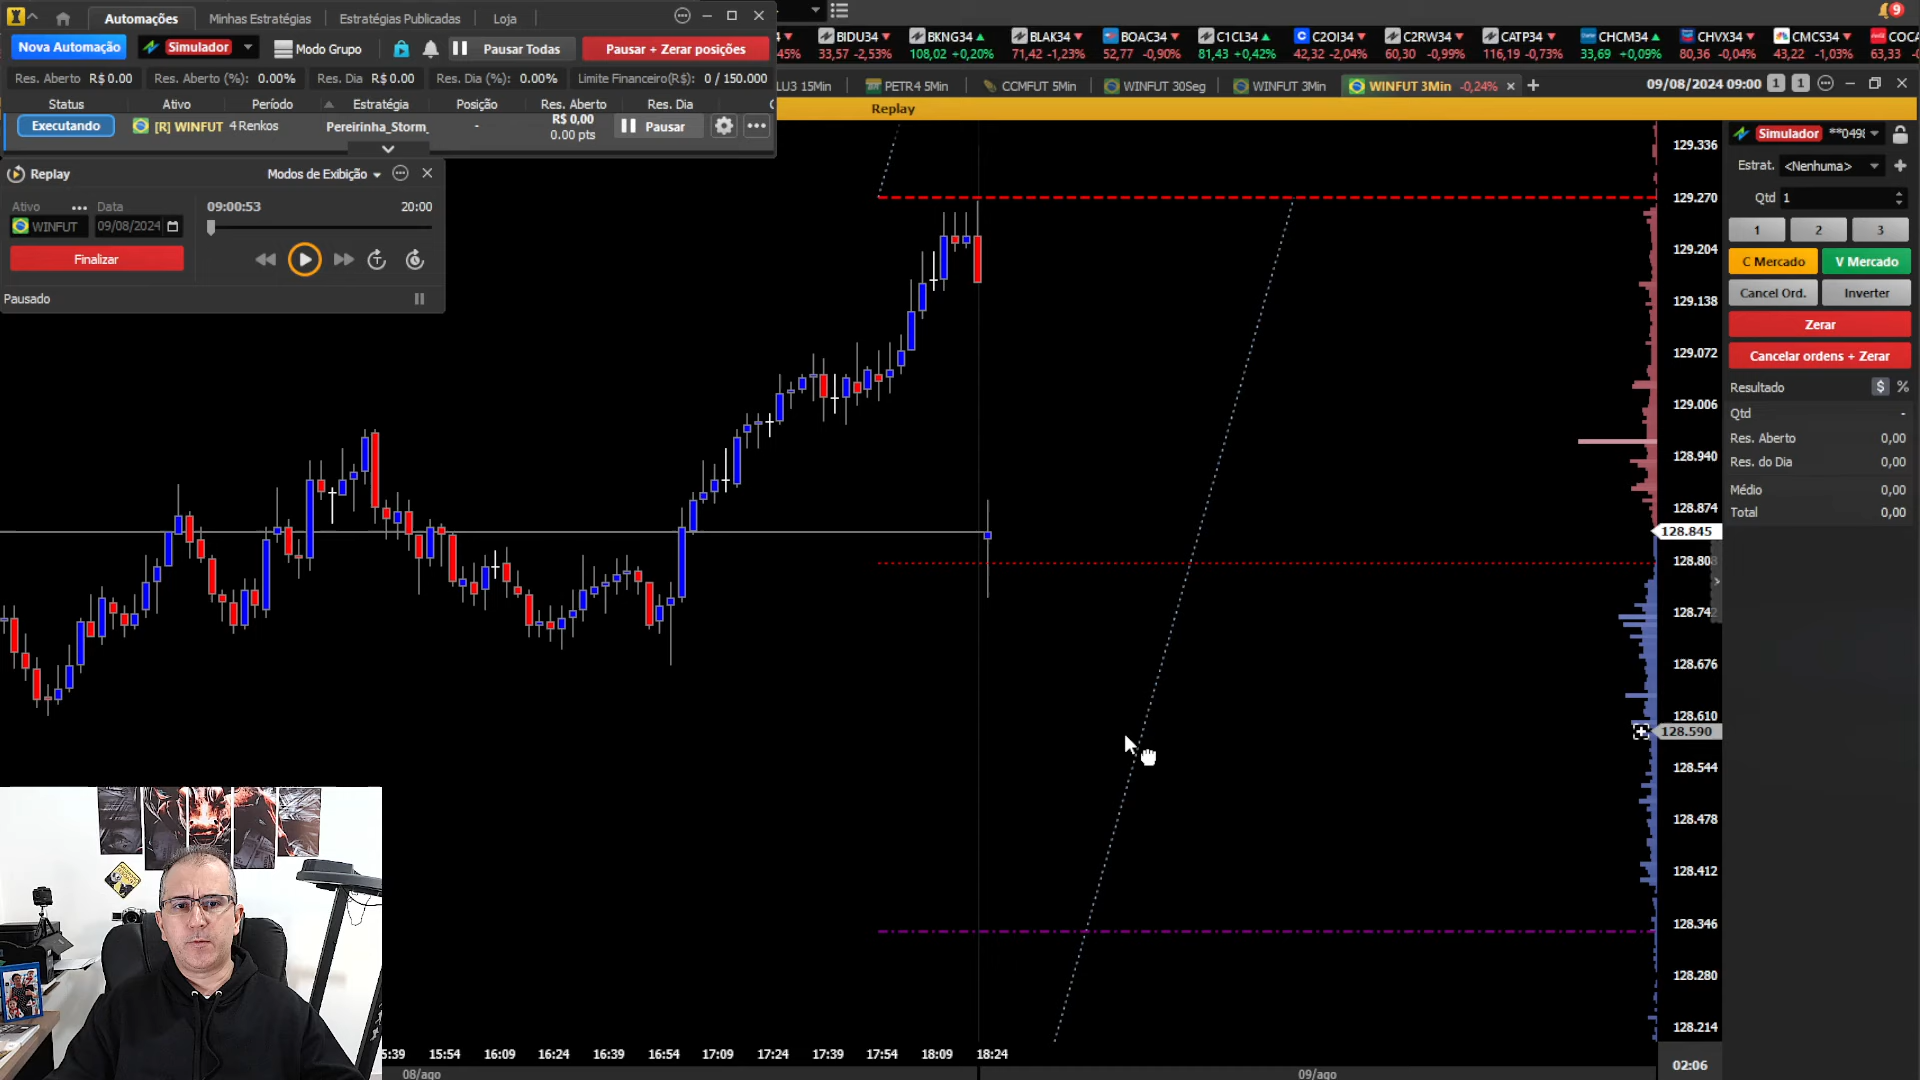 Automações
Minhas Estratégias
Estratégias Publicadas
Loja
Nova Automação
Simulador
Modo Grupo
Pausar Todas
Pausar + Zerar posições
Res. Aberto R$ 0.00
Res. Aberto (%): 0.00%
Res. Dia R$ 0.00
Res. Dia (%): 0.00%
Limite Financeiro(R$): 0 / 150.000
Status
Ativo
Período
Estratégia
Posição
Res. Aberto
Res. Dia
Executando
[R] WINFUT
4 Renkos
Pereirinha_Storm_
-
R$ 0,00
0.00 pts
Pausar
Replay
Modos de Exibição
Ativo
Data
09:00:53
20:00
WINFUT
09/08/2024
Finalizar
Pausado
9
45%
BIDU34
33,57 -2,53%
BKNG34
108,02 +0,20%
BLAK34
71,42 -1,23%
BOAC34
52,77 -0,90%
C1CL34
81,43 +0,42%
C2OI34
42,32 -2,04%
C2RW34
60,30 -0,99%
CATP34
116,19 -0,73%
CHCM34
33,69 +0,09%
CHVX34
80,36 -0,04%
CMCS34
43,22 -1,03%
COCA
63,33
LU3 15Min
PETR4 5Min
CCMFUT 5Min
WINFUT 30Seg
WINFUT 3Min
WINFUT 3Min -0,24%
09/08/2024 09:00
1
1
Replay
129.336
129.270
129.204
129.138
129.072
129.006
128.940
128.874
128.845
128.808
128.742
128.676
128.610
128.590
128.544
128.478
128.412
128.346
128.280
128.214
02:06
Simulador
Estrat. <Nenhuma>
Qtd 1
1
2
3
C Mercado
V Mercado
Cancel Ord.
Inverter
Zerar
Cancelar ordens + Zerar
Resultado
$
%
Qtd -
Res. Aberto 0,00
Res. do Dia 0,00
Médio 0,00
Total 0,00
5:39
15:54
16:09
16:24
16:39
16:54
17:09
17:24
17:39
17:54
18:09
18:24
08/ago
09/ago